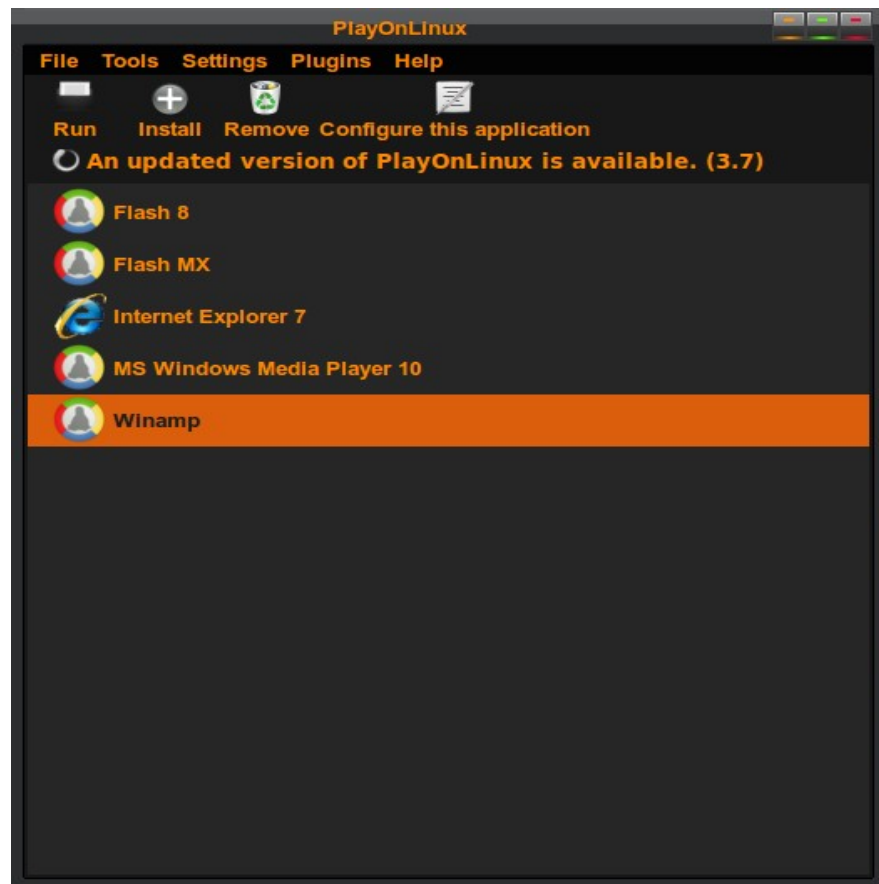 PlayOnLinux
File Tools Settings Plugins Help
Run Install Remove Configure this application
An updated version of PlayOnLinux is available. (3.7)
Flash 8
Flash MX
Internet Explorer 7
MS Windows Media Player 10
Winamp